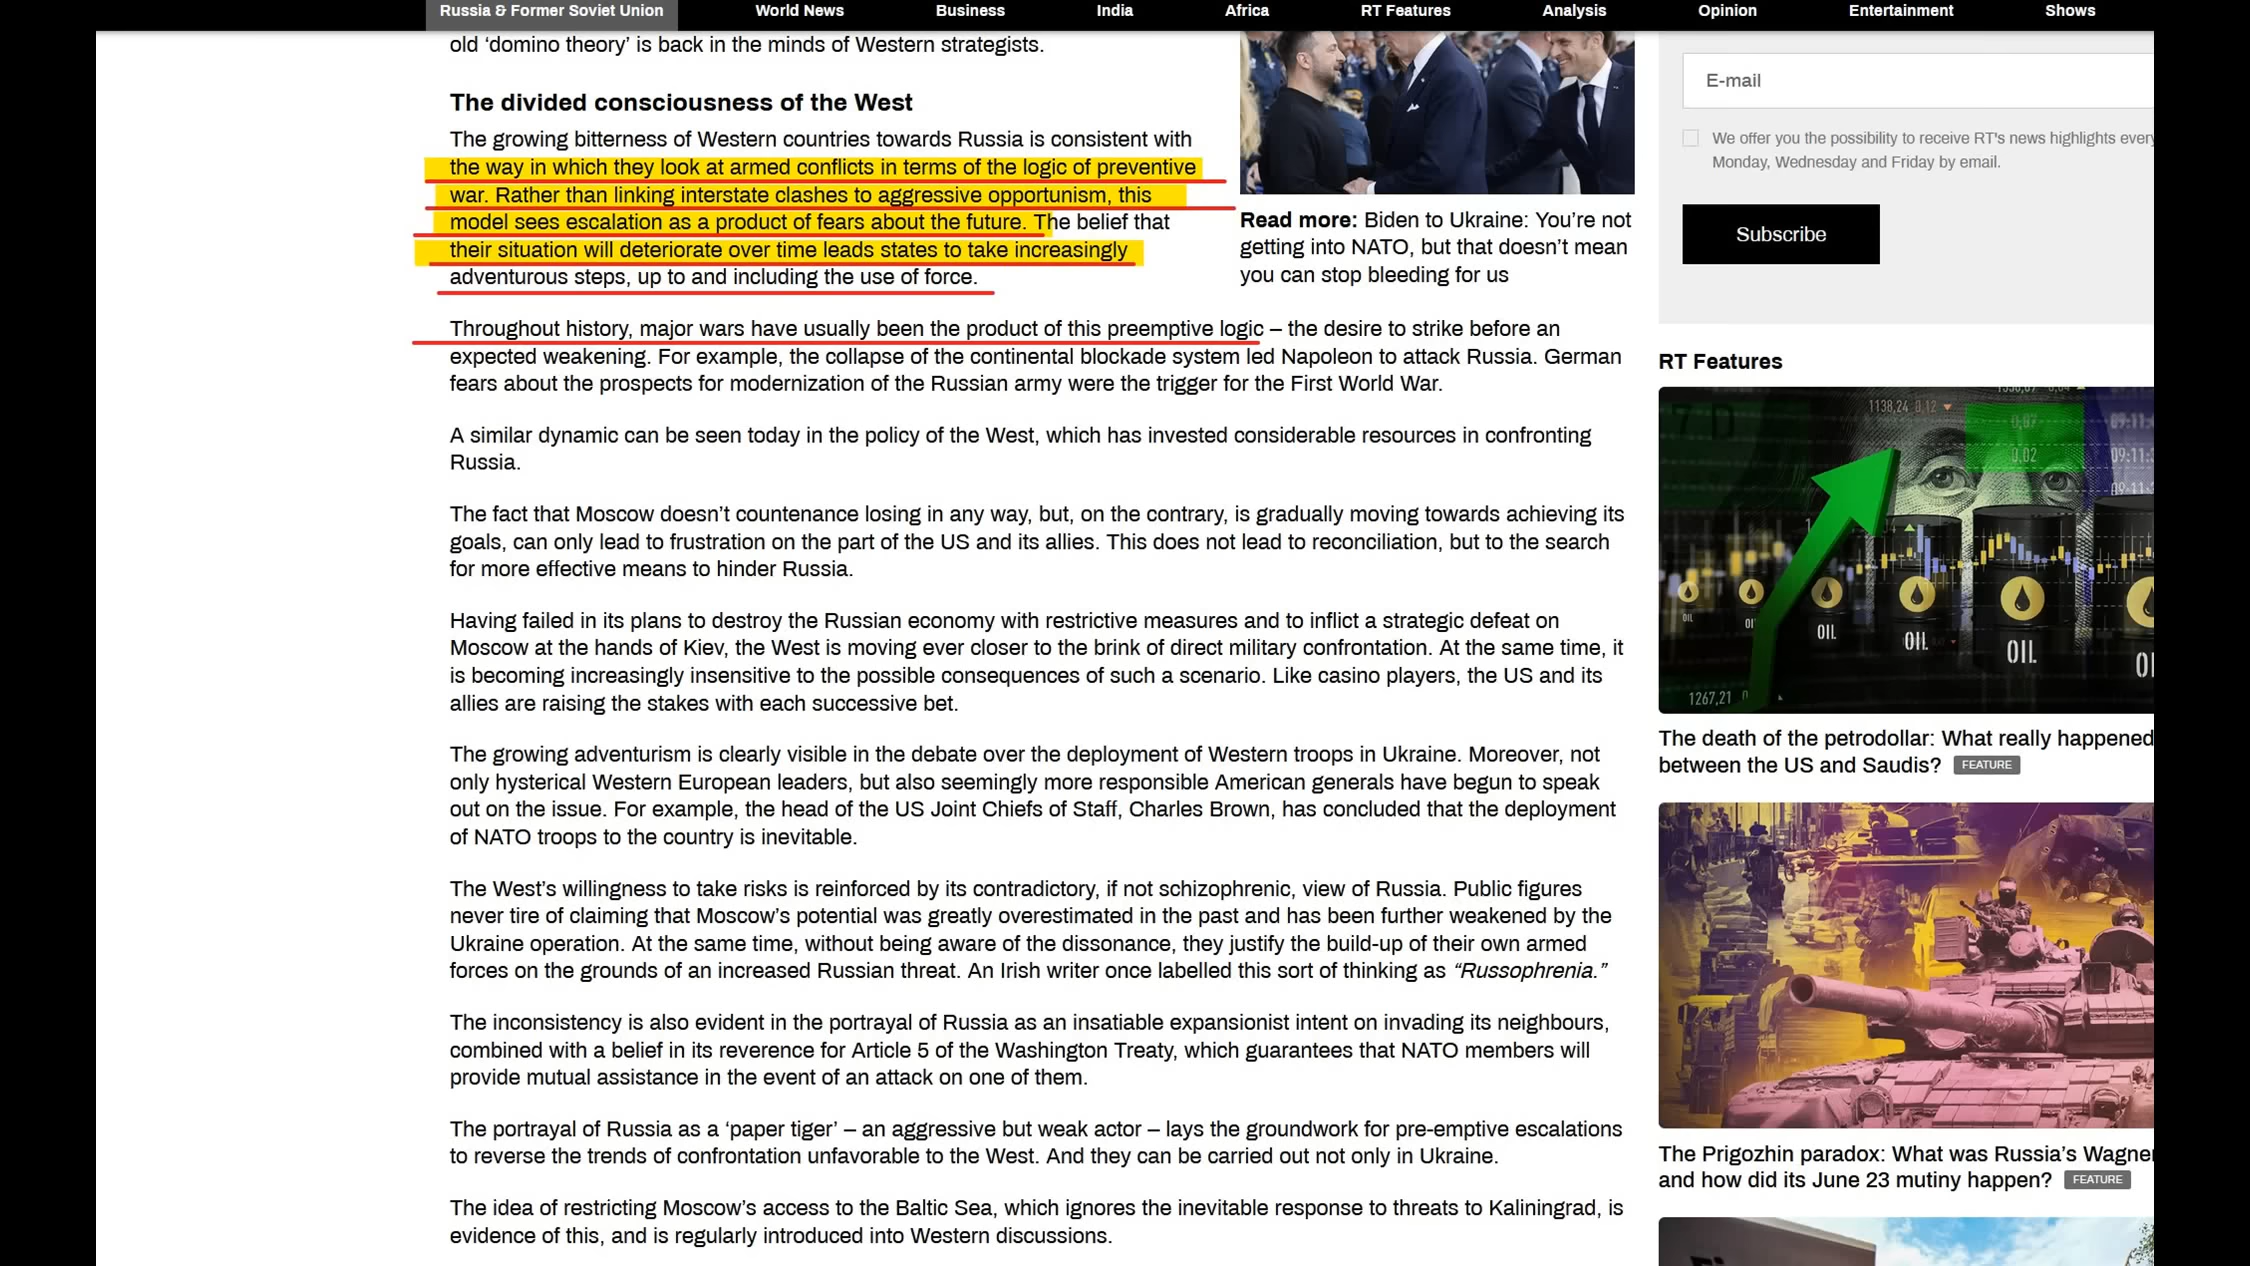 Russia & Former Soviet Union
World News
Business
India
Africa
RT Features
Analysis
Opinion
Entertainment
Shows
old ‘domino theory’ is back in the minds of Western strategists.
The divided consciousness of the West
The growing bitterness of Western countries towards Russia is consistent with
the way in which they look at armed conflicts in terms of the logic of preventive
war. Rather than linking interstate clashes to aggressive opportunism, this
model sees escalation as a product of fears about the future. The belief that
their situation will deteriorate over time leads states to take increasingly
adventurous steps, up to and including the use of force.
Read more: Biden to Ukraine: You’re not
getting into NATO, but that doesn’t mean
you can stop bleeding for us
Throughout history, major wars have usually been the product of this preemptive logic – the desire to strike before an
expected weakening. For example, the collapse of the continental blockade system led Napoleon to attack Russia. German
fears about the prospects for modernization of the Russian army were the trigger for the First World War.
A similar dynamic can be seen today in the policy of the West, which has invested considerable resources in confronting
Russia.
The fact that Moscow doesn’t countenance losing in any way, but, on the contrary, is gradually moving towards achieving its
goals, can only lead to frustration on the part of the US and its allies. This does not lead to reconciliation, but to the search
for more effective means to hinder Russia.
Having failed in its plans to destroy the Russian economy with restrictive measures and to inflict a strategic defeat on
Moscow at the hands of Kiev, the West is moving ever closer to the brink of direct military confrontation. At the same time, it
is becoming increasingly insensitive to the possible consequences of such a scenario. Like casino players, the US and its
allies are raising the stakes with each successive bet.
The growing adventurism is clearly visible in the debate over the deployment of Western troops in Ukraine. Moreover, not
only hysterical Western European leaders, but also seemingly more responsible American generals have begun to speak
out on the issue. For example, the head of the US Joint Chiefs of Staff, Charles Brown, has concluded that the deployment
of NATO troops to the country is inevitable.
The West’s willingness to take risks is reinforced by its contradictory, if not schizophrenic, view of Russia. Public figures
never tire of claiming that Moscow’s potential was greatly overestimated in the past and has been further weakened by the
Ukraine operation. At the same time, without being aware of the dissonance, they justify the build-up of their own armed
forces on the grounds of an increased Russian threat. An Irish writer once labelled this sort of thinking as “Russophrenia.”
The inconsistency is also evident in the portrayal of Russia as an insatiable expansionist intent on invading its neighbours,
combined with a belief in its reverence for Article 5 of the Washington Treaty, which guarantees that NATO members will
provide mutual assistance in the event of an attack on one of them.
The portrayal of Russia as a ‘paper tiger’ – an aggressive but weak actor – lays the groundwork for pre-emptive escalations
to reverse the trends of confrontation unfavorable to the West. And they can be carried out not only in Ukraine.
The idea of restricting Moscow’s access to the Baltic Sea, which ignores the inevitable response to threats to Kaliningrad, is
evidence of this, and is regularly introduced into Western discussions.
E-mail
We offer you the possibility to receive RT's news highlights every
Monday, Wednesday and Friday by email.
Subscribe
RT Features
1138,24 0,12
0,02
OIL
OIL
OIL
OIL
1267,21
The death of the petrodollar: What really happened
between the US and Saudis? FEATURE
The Prigozhin paradox: What was Russia’s Wagner
and how did its June 23 mutiny happen? FEATURE